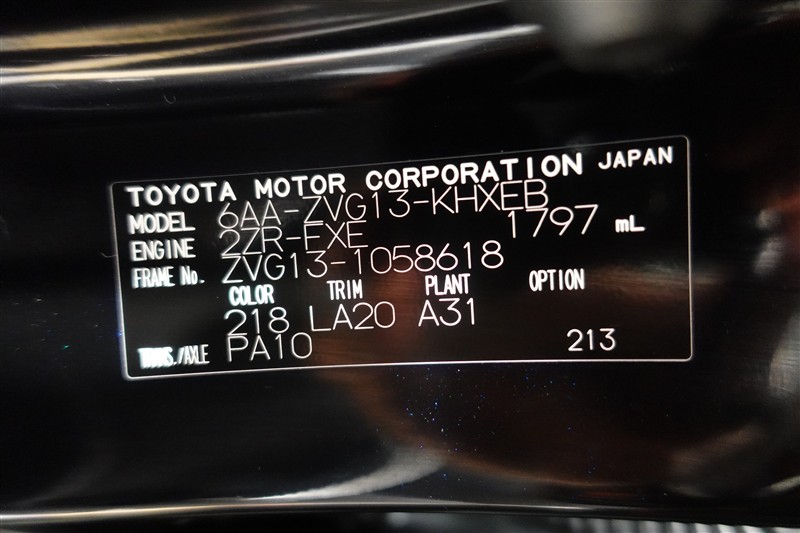 TOYOTA MOTOR CORPORATION JAPAN
MODEL 6AA-ZVG13-KHXEB
ENGINE 2ZR-FXE 1797 mL
FRAME No. ZVG13-1058618
COLOR TRIM PLANT OPTION
218 LA20 A31
TRANS./AXLE PA10 213